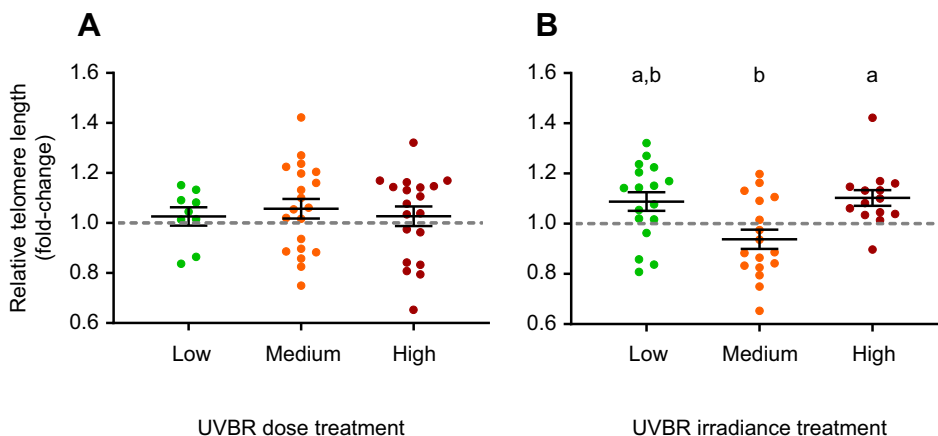 A
Relative telomere length
(fold-change)
1.6
1.4
1.2
1.0
0.8
0.6
Low Medium High
UVBR dose treatment
B
a,b b a
1.6
1.4
1.2
1.0
0.8
0.6
Low Medium High
UVBR irradiance treatment